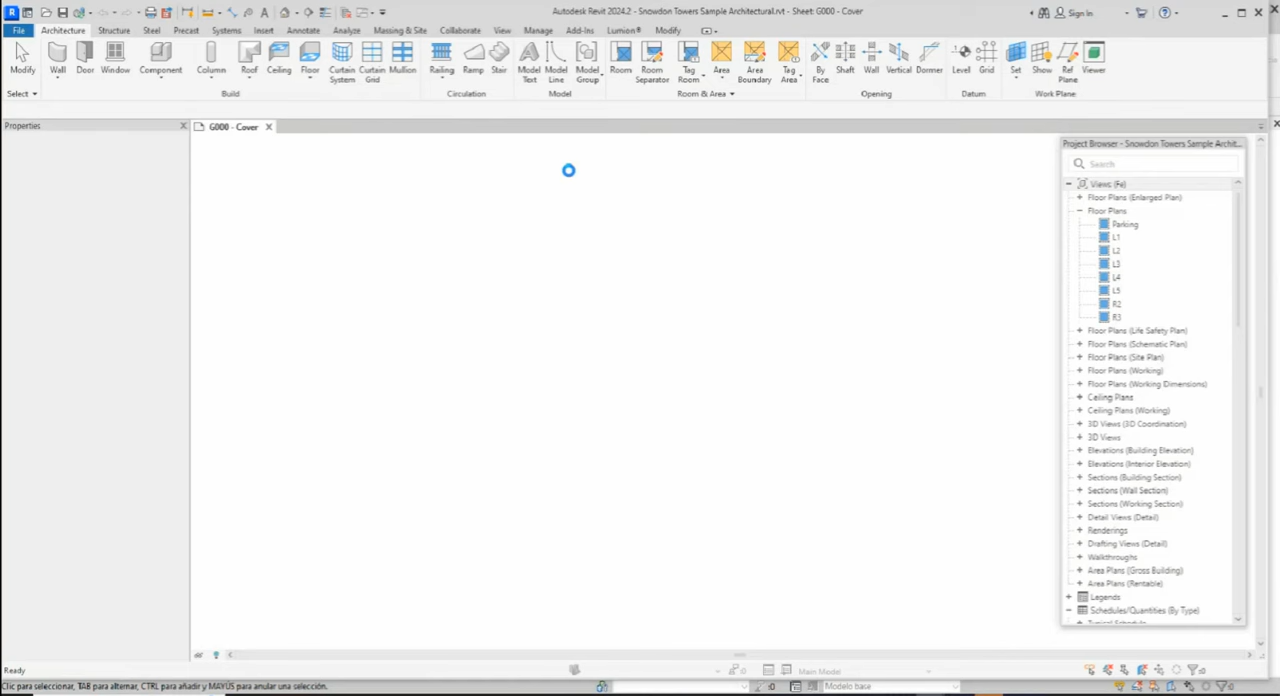 Autodesk Revit 2024.2 - Snowdon Towers Sample Architectural.rvt - Sheet: G000 - Cover
Sign In
File Architecture Structure Steel Precast Systems Insert Annotate Analyze Massing & Site Collaborate View Manage Add-Ins Lumion® Modify
Modify Wall Door Window Component Column Roof Ceiling Floor Curtain System Curtain Grid Mullion Railing Ramp Stair Model Text Model Line Model Group Room Room Separator Tag Room Area Area Boundary Tag Area By Face Shaft Wall Vertical Dormer Level Grid Set Show Ref Plane Viewer
Select Build Circulation Model Room & Area Opening Datum Work Plane
Properties
G000 - Cover
Project Browser - Snowdon Towers Sample Archit...
Search
Views (Fe)
Floor Plans (Enlarged Plan)
Floor Plans
Parking
L1
L2
L3
L4
L5
R2
R3
Floor Plans (Life Safety Plan)
Floor Plans (Schematic Plan)
Floor Plans (Site Plan)
Floor Plans (Working)
Floor Plans (Working Dimensions)
Ceiling Plans
Ceiling Plans (Working)
3D Views (3D Coordination)
3D Views
Elevations (Building Elevation)
Elevations (Interior Elevation)
Sections (Building Section)
Sections (Wall Section)
Sections (Working Section)
Detail Views (Detail)
Renderings
Drafting Views (Detail)
Walkthroughs
Area Plans (Gross Building)
Area Plans (Rentable)
Legends
Schedules/Quantities (By Type)
Typical Schedule
Ready
Main Model
Clic para seleccionar, TAB para alternar, CTRL para añadir y MAYÚS para anular una selección.
:0
Modelo base
:0